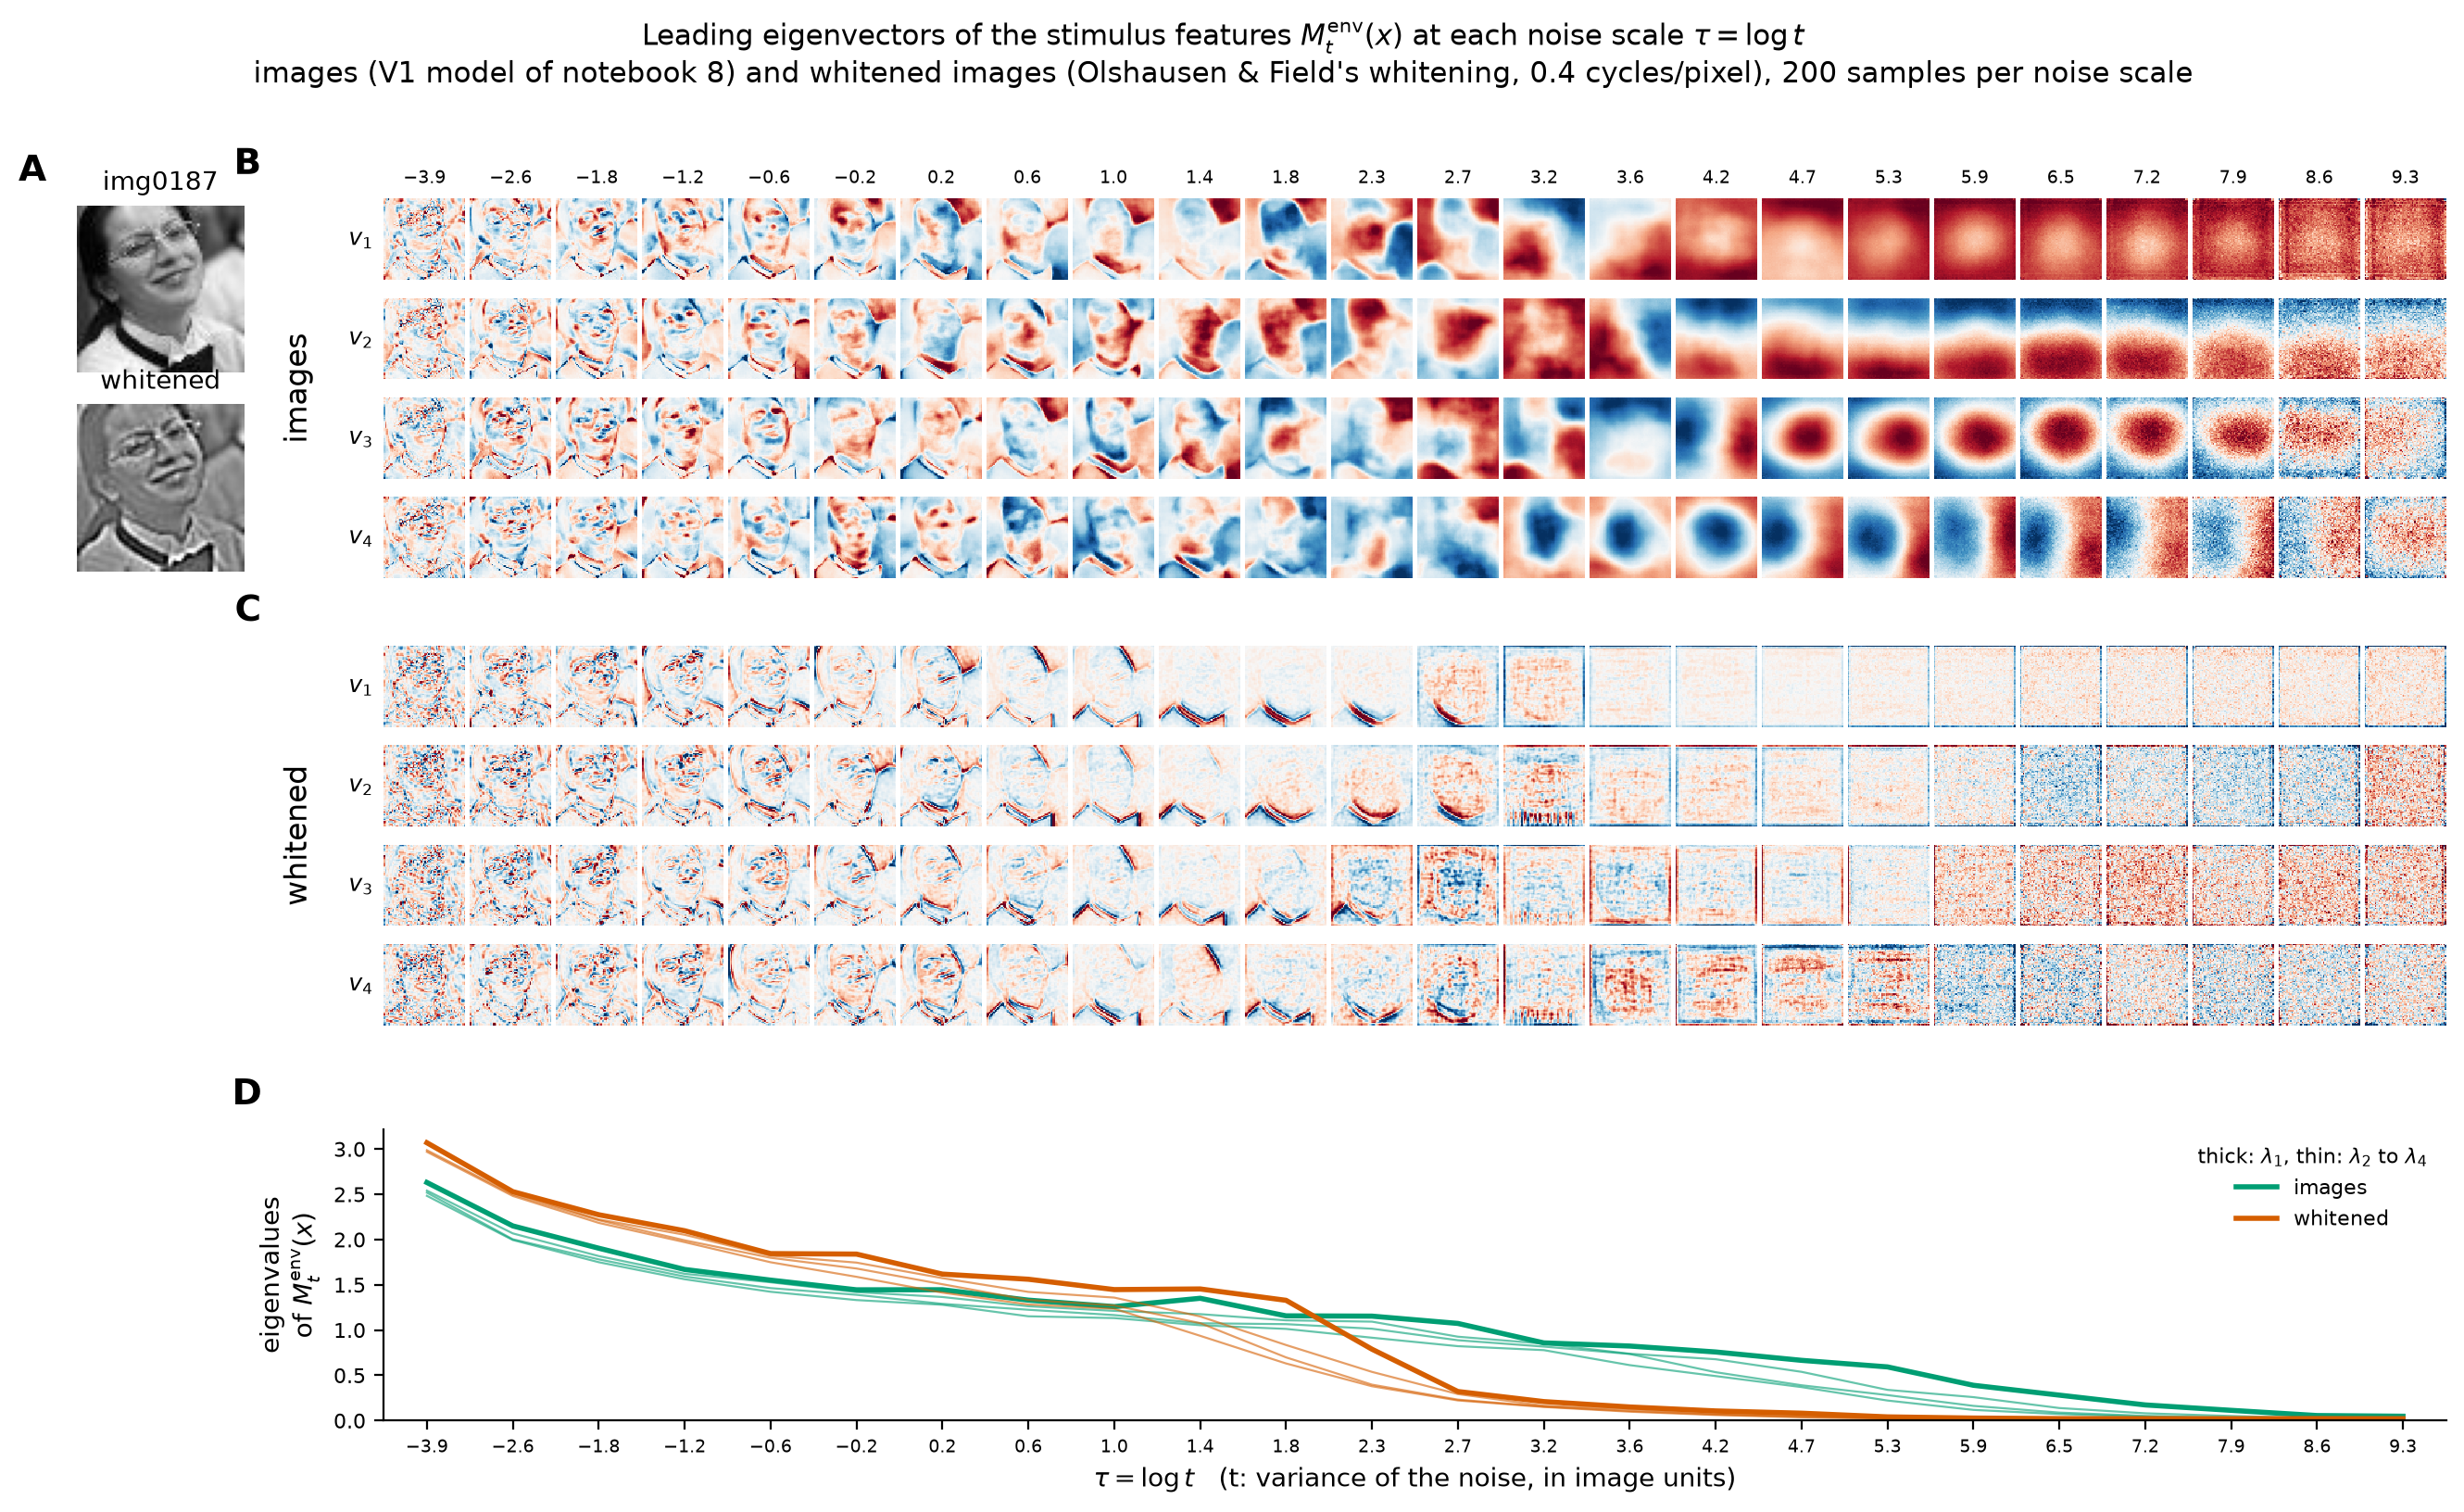 Leading eigenvectors of the stimulus features M_t^env(x) at each noise scale τ = log t
images (V1 model of notebook 8) and whitened images (Olshausen & Field's whitening, 0.4 cycles/pixel), 200 samples per noise scale
A
img0187
whitened
B
−3.9 −2.6 −1.8 −1.2 −0.6 −0.2 0.2 0.6 1.0 1.4 1.8 2.3 2.7 3.2 3.6 4.2 4.7 5.3 5.9 6.5 7.2 7.9 8.6 9.3
images
v₁
v₂
v₃
v₄
C
whitened
v₁
v₂
v₃
v₄
D
eigenvalues
of M_t^env(x)
3.0
2.5
2.0
1.5
1.0
0.5
0.0
thick: λ₁, thin: λ₂ to λ₄
images
whitened
−3.9 −2.6 −1.8 −1.2 −0.6 −0.2 0.2 0.6 1.0 1.4 1.8 2.3 2.7 3.2 3.6 4.2 4.7 5.3 5.9 6.5 7.2 7.9 8.6 9.3
τ = log t (t: variance of the noise, in image units)